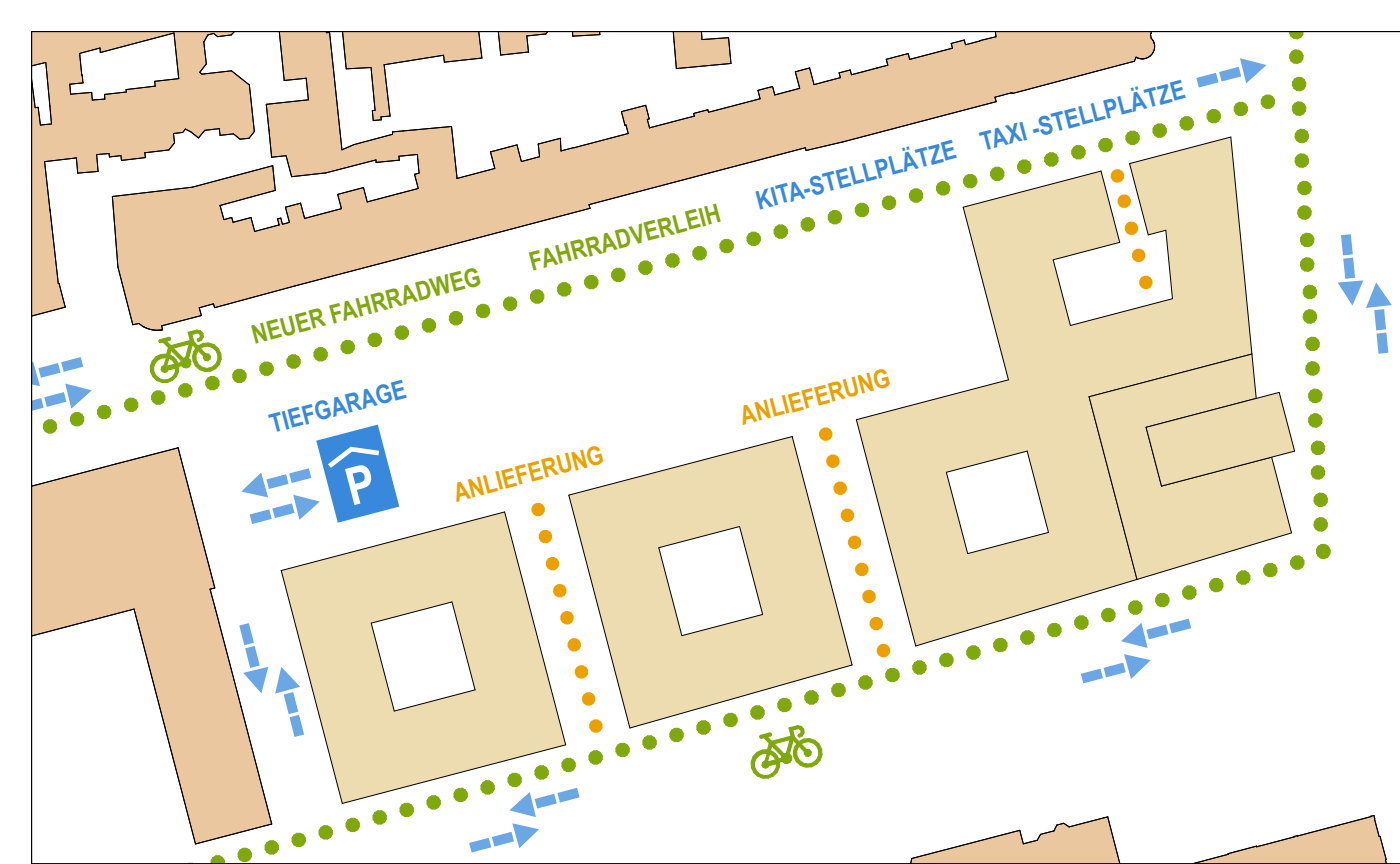 TAXI -STELLPLÄTZE
KITA-STELLPLÄTZE
FAHRRADVERLEIH
NEUER FAHRRADWEG
TIEFGARAGE
P
ANLIEFERUNG
ANLIEFERUNG